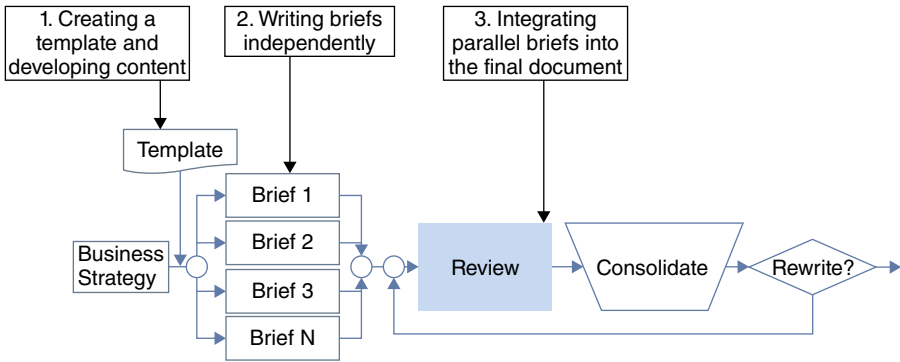 1. Creating a
template and
developing content
2. Writing briefs
independently
3. Integrating
parallel briefs into
the final document
Template
Brief 1
Brief 2
Brief 3
Brief N
Business
Strategy
Review
Consolidate
Rewrite?